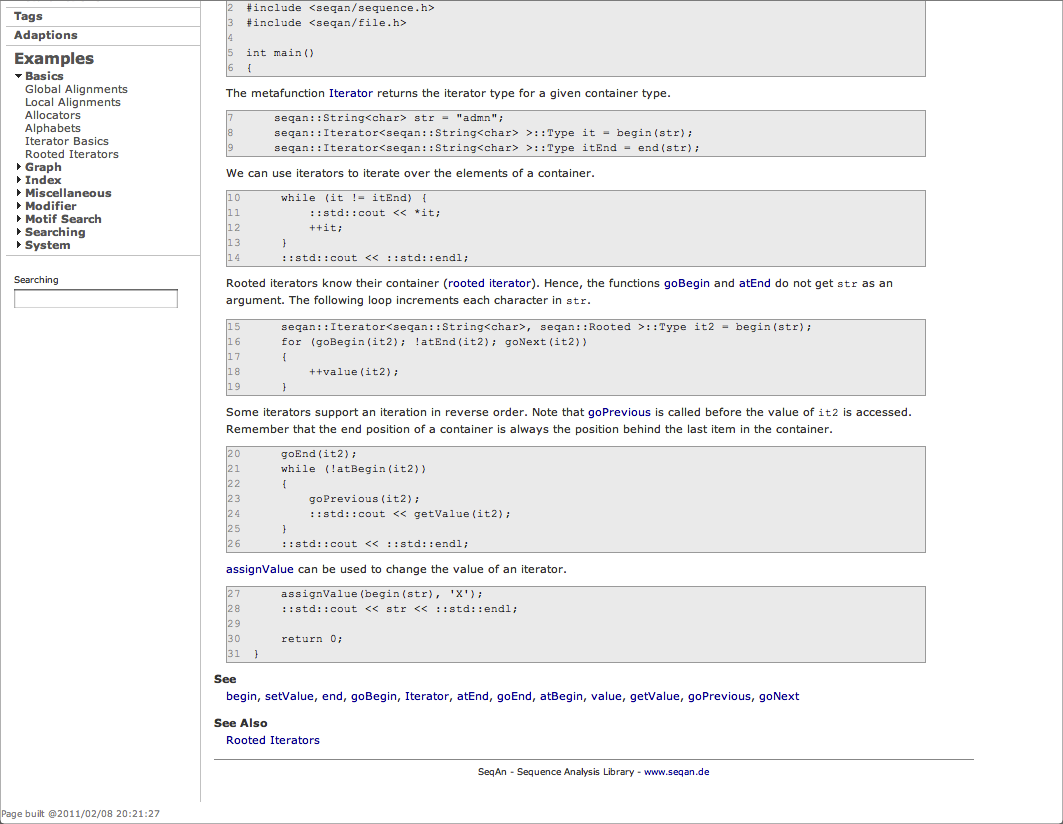 Tags
Adaptions
Examples
Basics
Global Alignments
Local Alignments
Allocators
Alphabets
Iterator Basics
Rooted Iterators
Graph
Index
Miscellaneous
Modifier
Motif Search
Searching
System
Searching
2 #include <seqan/sequence.h>
3 #include <seqan/file.h>
4
5 int main()
6 {
The metafunction Iterator returns the iterator type for a given container type.
7     seqan::String<char> str = "admn";
8     seqan::Iterator<seqan::String<char> >::Type it = begin(str);
9     seqan::Iterator<seqan::String<char> >::Type itEnd = end(str);
We can use iterators to iterate over the elements of a container.
10     while (it != itEnd) {
11         ::std::cout << *it;
12         ++it;
13     }
14     ::std::cout << ::std::endl;
Rooted iterators know their container (rooted iterator). Hence, the functions goBegin and atEnd do not get str as an
argument. The following loop increments each character in str.
15     seqan::Iterator<seqan::String<char>, seqan::Rooted >::Type it2 = begin(str);
16     for (goBegin(it2); !atEnd(it2); goNext(it2))
17     {
18         ++value(it2);
19     }
Some iterators support an iteration in reverse order. Note that goPrevious is called before the value of it2 is accessed.
Remember that the end position of a container is always the position behind the last item in the container.
20     goEnd(it2);
21     while (!atBegin(it2))
22     {
23         goPrevious(it2);
24         ::std::cout << getValue(it2);
25     }
26     ::std::cout << ::std::endl;
assignValue can be used to change the value of an iterator.
27     assignValue(begin(str), 'X');
28     ::std::cout << str << ::std::endl;
29
30     return 0;
31 }
See
begin, setValue, end, goBegin, Iterator, atEnd, goEnd, atBegin, value, getValue, goPrevious, goNext
See Also
Rooted Iterators
SeqAn - Sequence Analysis Library - www.seqan.de
Page built @2011/02/08 20:21:27